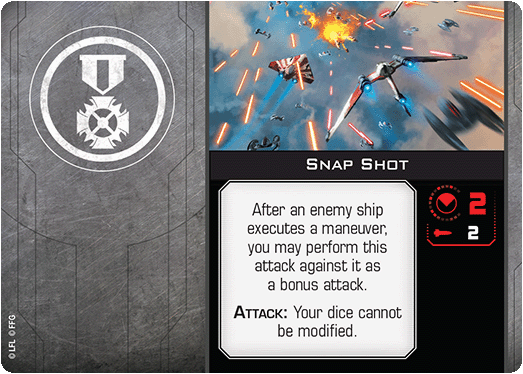 SNAP SHOT
After an enemy ship
executes a maneuver,
you may perform this
attack against it as
a bonus attack.
ATTACK: Your dice cannot
be modified.
2
2
© LFL © FFG